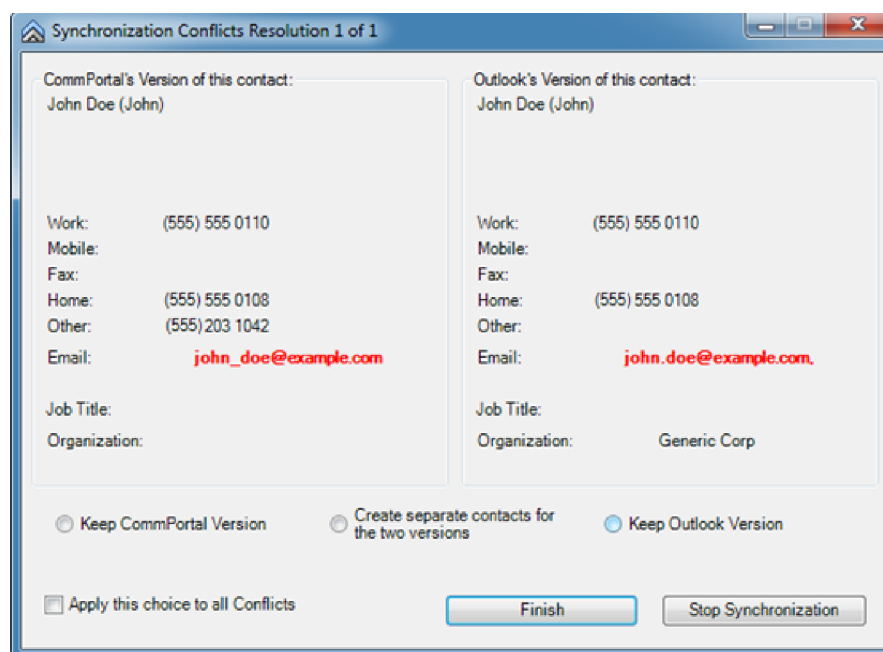 Synchronization Conflicts Resolution 1 of 1
CommPortal's Version of this contact:
John Doe (John)
Work: (555) 555 0110
Mobile:
Fax:
Home: (555) 555 0108
Other: (555) 203 1042
Email: john_doe@example.com
Job Title:
Organization:
Outlook's Version of this contact:
John Doe (John)
Work: (555) 555 0110
Mobile:
Fax:
Home: (555) 555 0108
Other:
Email: john.doe@example.com,
Job Title:
Organization: Generic Corp
Keep CommPortal Version
Create separate contacts for
the two versions
Keep Outlook Version
Apply this choice to all Conflicts
Finish
Stop Synchronization